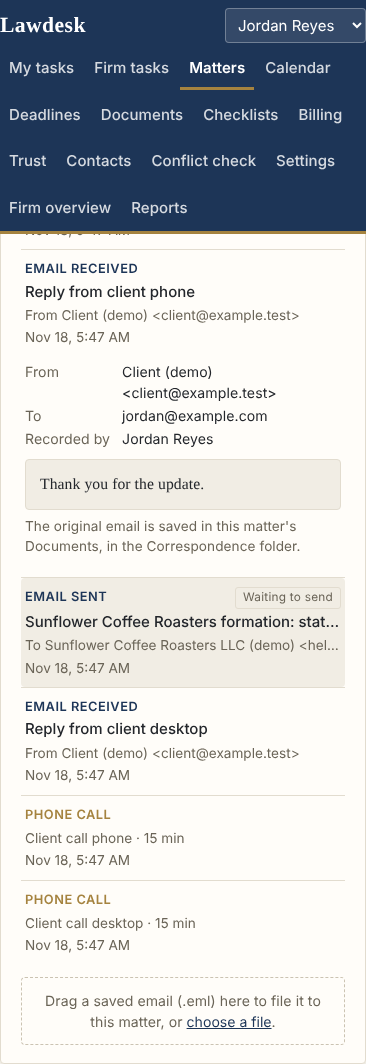 Lawdesk
Jordan Reyes
My tasks Firm tasks Matters Calendar
Deadlines Documents Checklists Billing
Trust Contacts Conflict check Settings
Firm overview Reports
EMAIL RECEIVED
Reply from client phone
From Client (demo) <client@example.test>
Nov 18, 5:47 AM
From Client (demo)
<client@example.test>
To jordan@example.com
Recorded by Jordan Reyes
Thank you for the update.
The original email is saved in this matter's
Documents, in the Correspondence folder.
EMAIL SENT Waiting to send
Sunflower Coffee Roasters formation: stat...
To Sunflower Coffee Roasters LLC (demo) <hel...
Nov 18, 5:47 AM
EMAIL RECEIVED
Reply from client desktop
From Client (demo) <client@example.test>
Nov 18, 5:47 AM
PHONE CALL
Client call phone · 15 min
Nov 18, 5:47 AM
PHONE CALL
Client call desktop · 15 min
Nov 18, 5:47 AM
Drag a saved email (.eml) here to file it to
this matter, or choose a file.